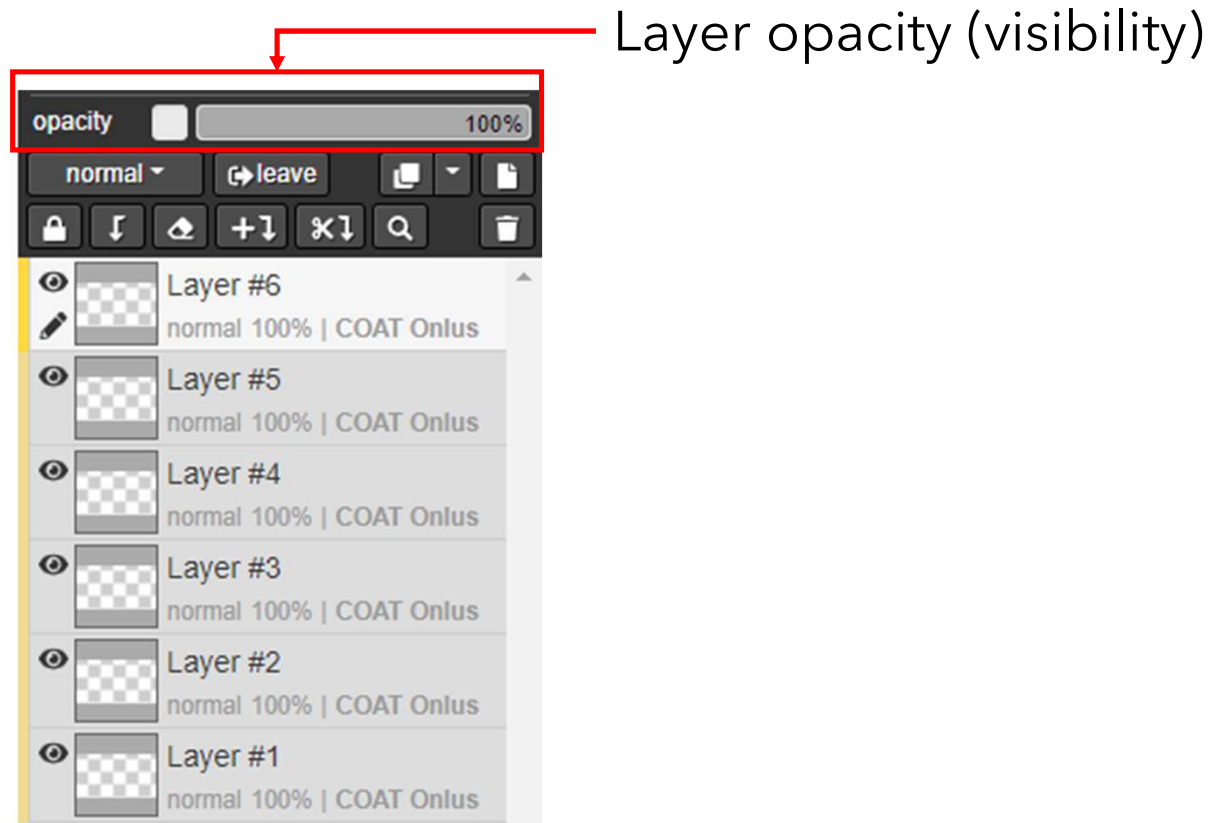 Layer opacity (visibility)
opacity 100%
normal leave
Layer #6
normal 100% | COAT Onlus
Layer #5
normal 100% | COAT Onlus
Layer #4
normal 100% | COAT Onlus
Layer #3
normal 100% | COAT Onlus
Layer #2
normal 100% | COAT Onlus
Layer #1
normal 100% | COAT Onlus